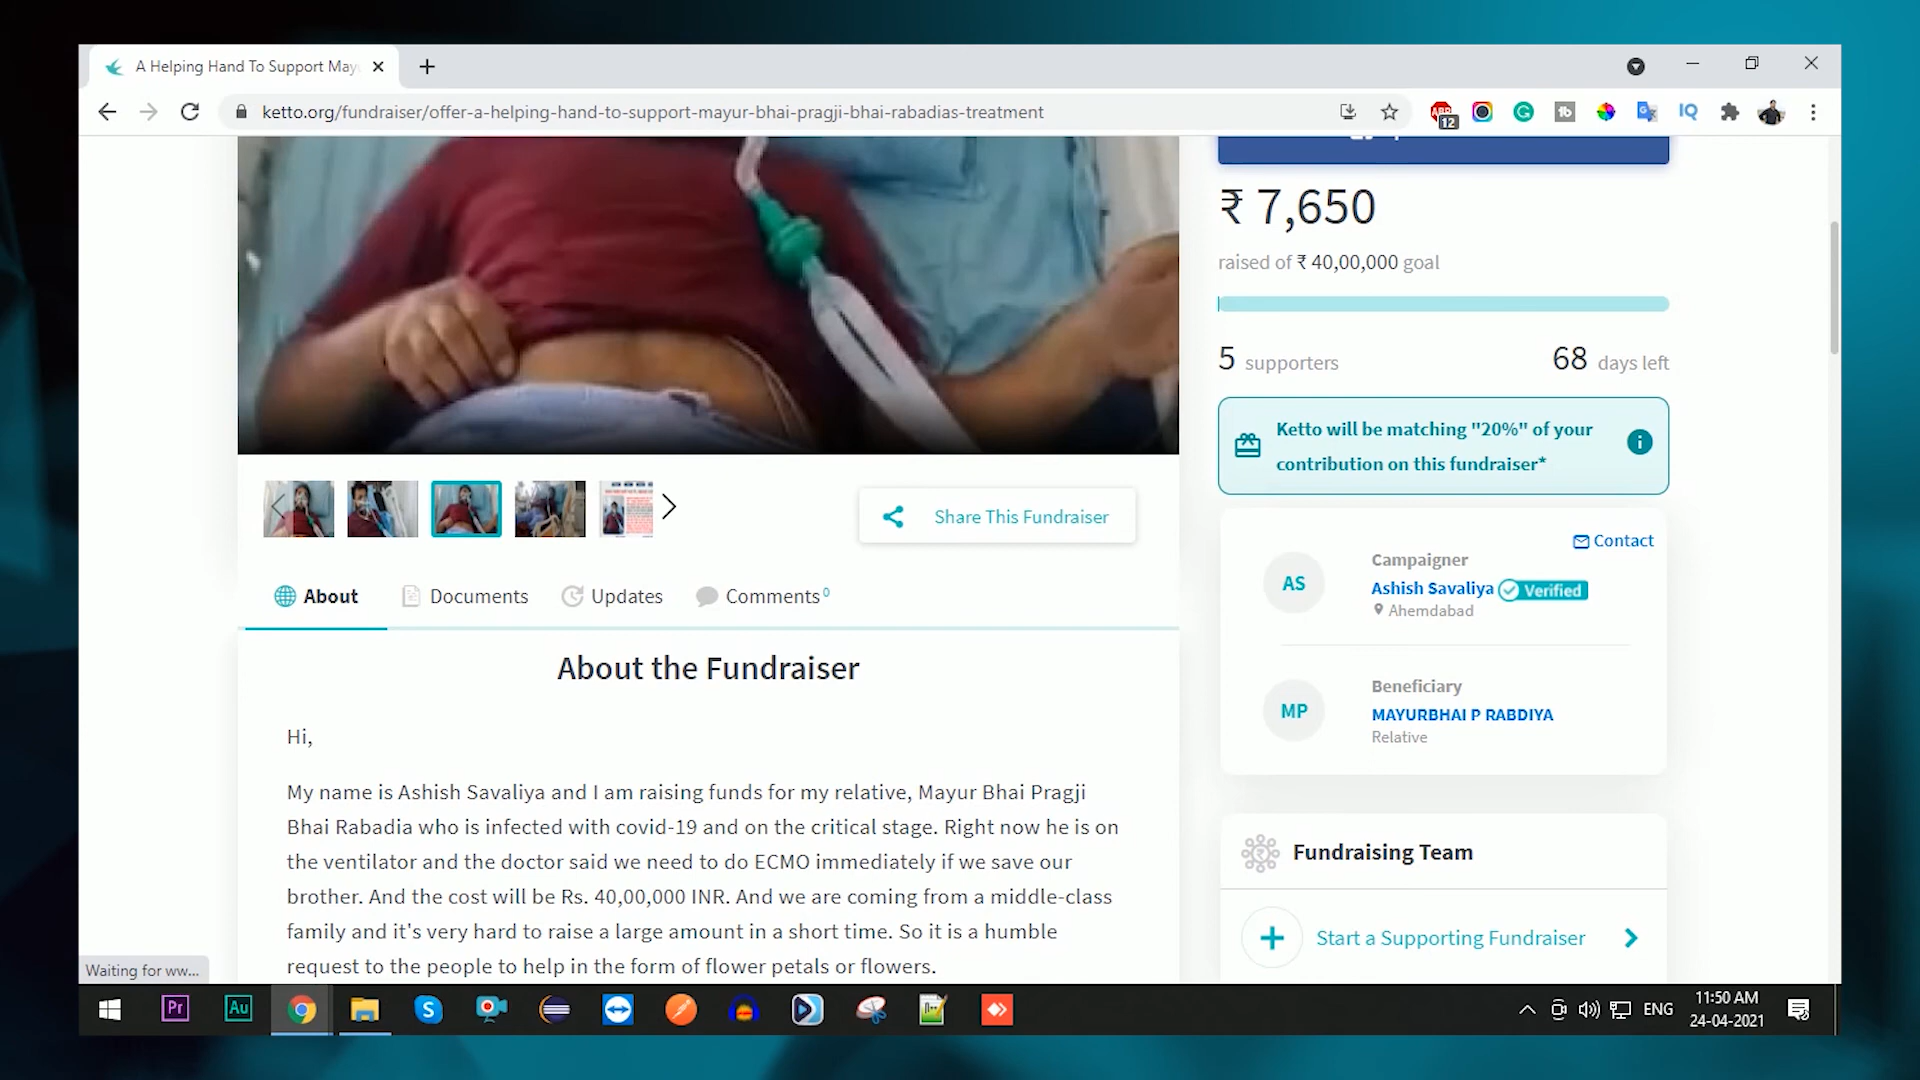 A Helping Hand To Support May
ketto.org/fundraiser/offer-a-helping-hand-to-support-mayur-bhai-pragji-bhai-rabadias-treatment
12
₹ 7,650
raised of ₹ 40,00,000 goal
5 supporters
68 days left
Ketto will be matching "20%" of your
contribution on this fundraiser*
Share This Fundraiser
Contact
Campaigner
AS
Ashish Savaliya Verified
Ahemdabad
About
Documents
Updates
Comments 0
About the Fundraiser
Beneficiary
MP
MAYURBHAI P RABDIYA
Relative
Hi,
My name is Ashish Savaliya and I am raising funds for my relative, Mayur Bhai Pragji
Bhai Rabadia who is infected with covid-19 and on the critical stage. Right now he is on
the ventilator and the doctor said we need to do ECMO immediately if we save our
brother. And the cost will be Rs. 40,00,000 INR. And we are coming from a middle-class
family and it's very hard to raise a large amount in a short time. So it is a humble
request to the people to help in the form of flower petals or flowers.
Fundraising Team
Start a Supporting Fundraiser
Waiting for ww...
Pr
Au
ENG
11:50 AM
24-04-2021